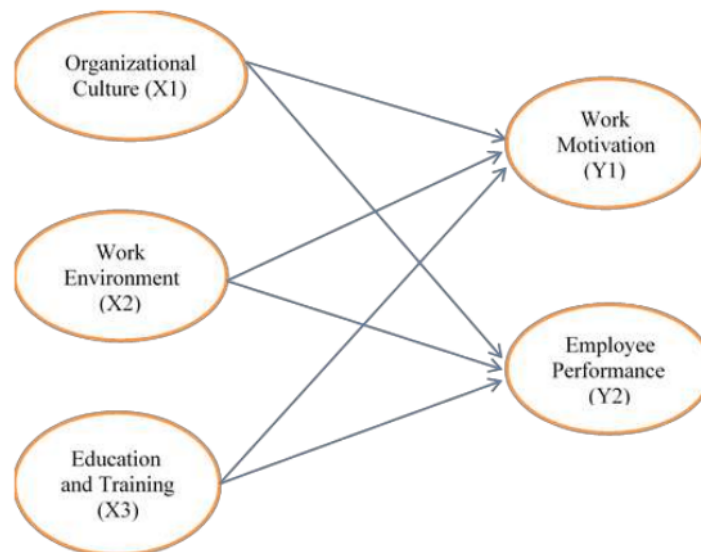 Organizational
Culture (X1)
Work
Motivation
(Y1)
Work
Environment
(X2)
Employee
Performance
(Y2)
Education
and Training
(X3)